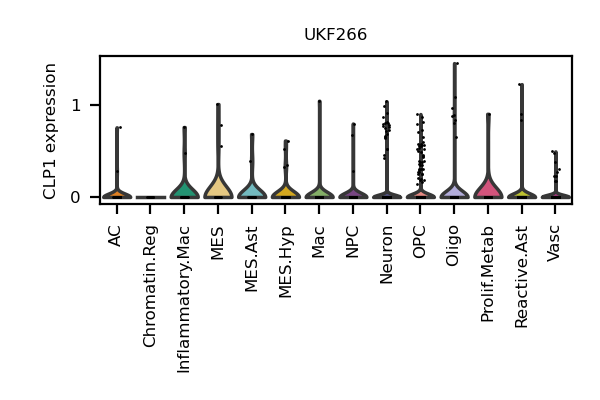 UKF266
CLP1 expression
1
0
AC
Chromatin.Reg
Inflammatory.Mac
MES
MES.Ast
MES.Hyp
Mac
NPC
Neuron
OPC
Oligo
Prolif.Metab
Reactive.Ast
Vasc